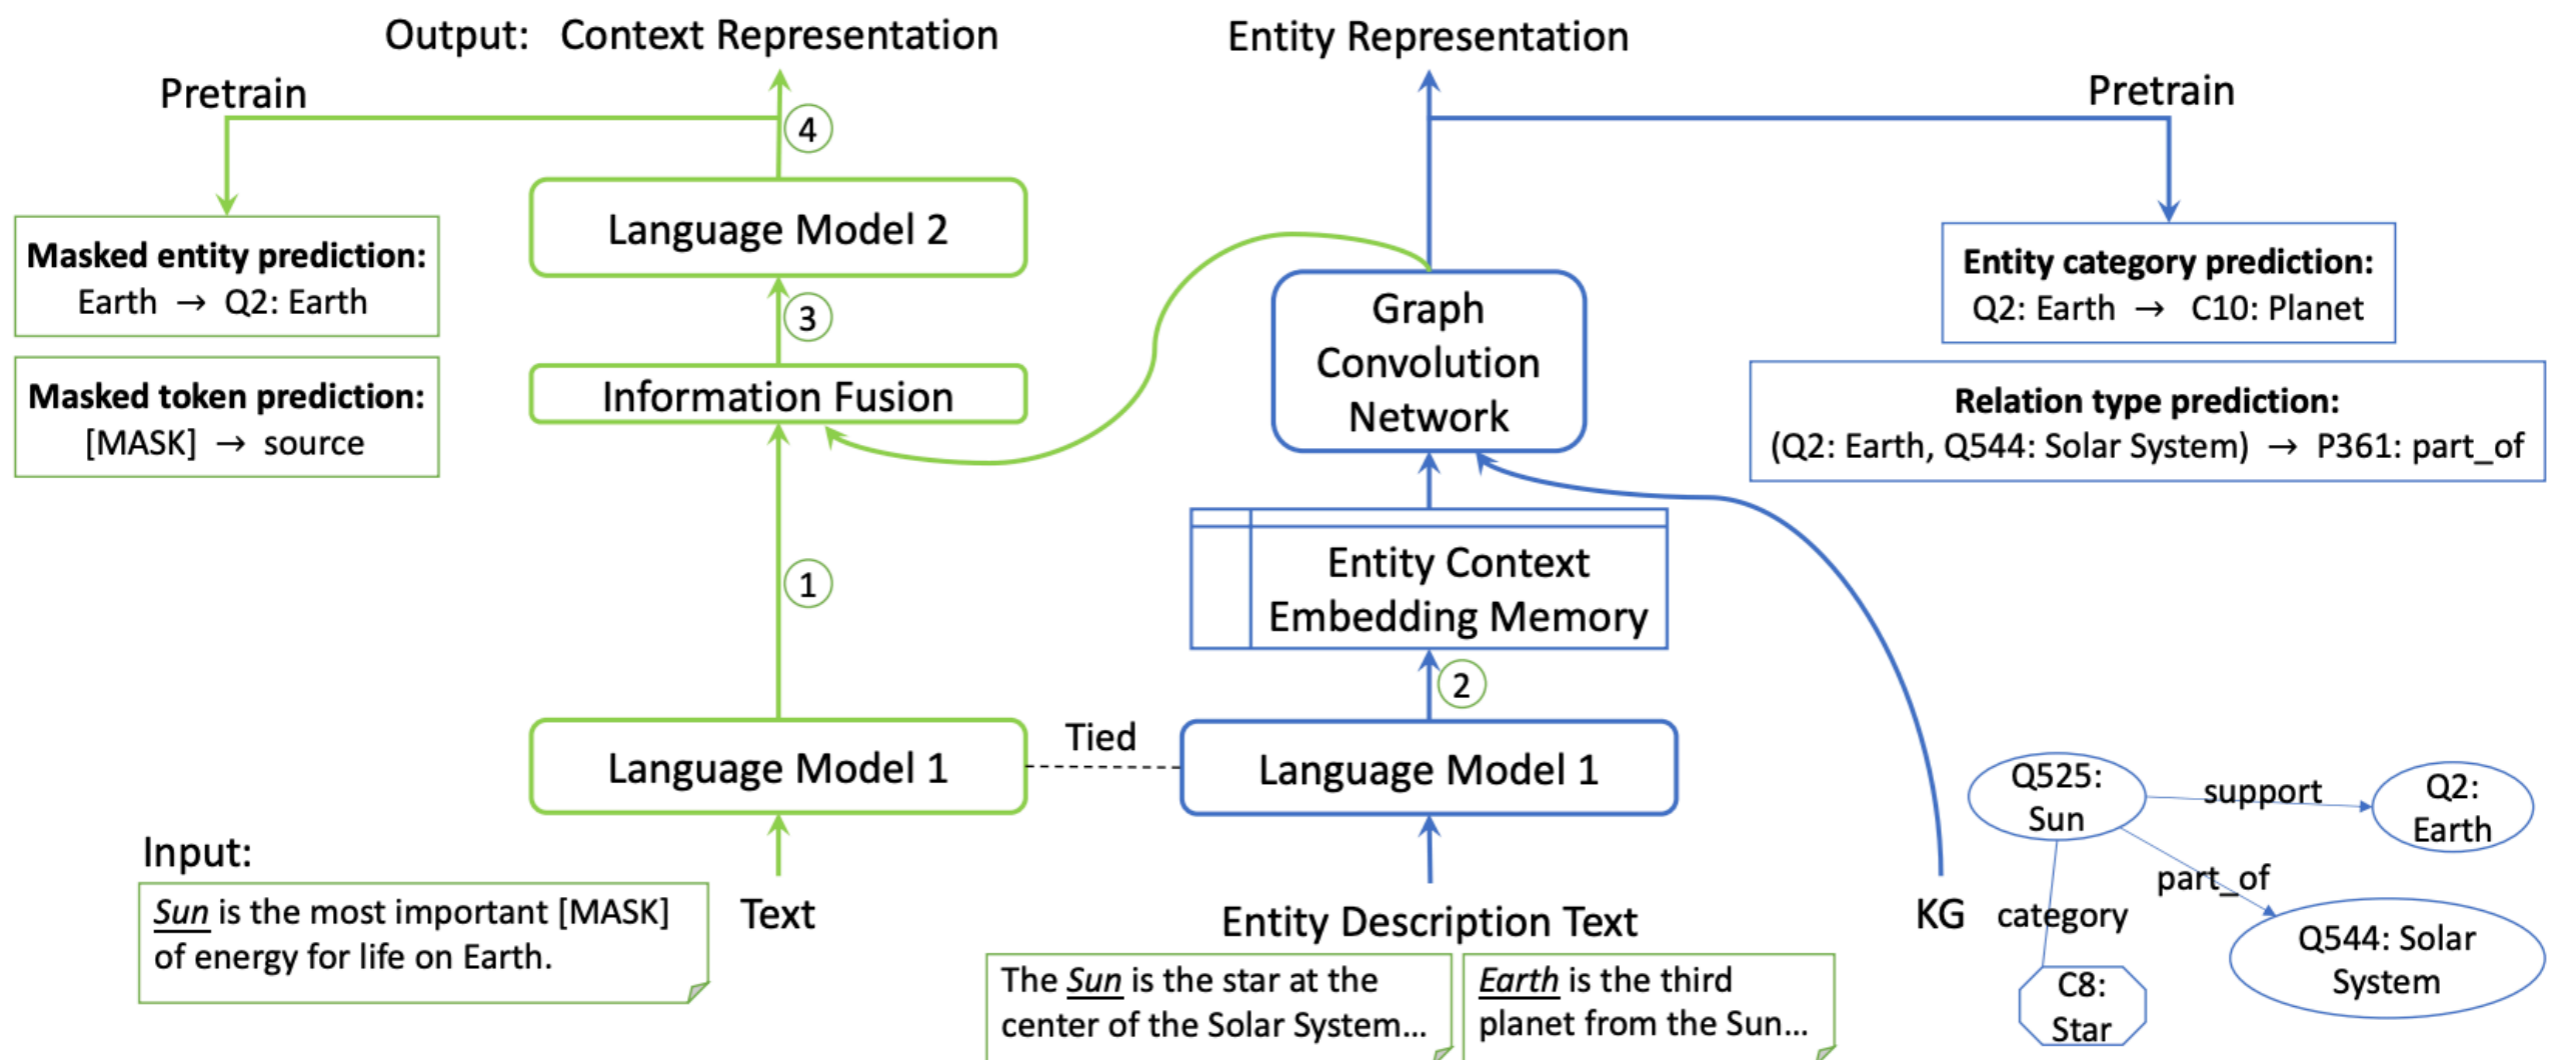 Output: Context Representation
Entity Representation
Pretrain
Pretrain
4
Language Model 2
Masked entity prediction:
Earth → Q2: Earth
Masked token prediction:
[MASK] → source
3
Information Fusion
1
Language Model 1
Tied
Text
Input:
Sun is the most important [MASK]
of energy for life on Earth.
Graph
Convolution
Network
Entity Context
Embedding Memory
2
Language Model 1
Entity Description Text
The Sun is the star at the
center of the Solar System...
Earth is the third
planet from the Sun...
Entity category prediction:
Q2: Earth → C10: Planet
Relation type prediction:
(Q2: Earth, Q544: Solar System) → P361: part_of
KG
Q525:
Sun
support
Q2:
Earth
part_of
category
Q544: Solar
System
C8:
Star